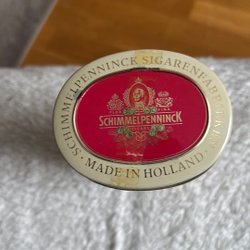 SCHIMMELPENNINCK SIGARENFABRIEKEN
SCHIMMELPENNINCK
· MADE IN HOLLAND ·